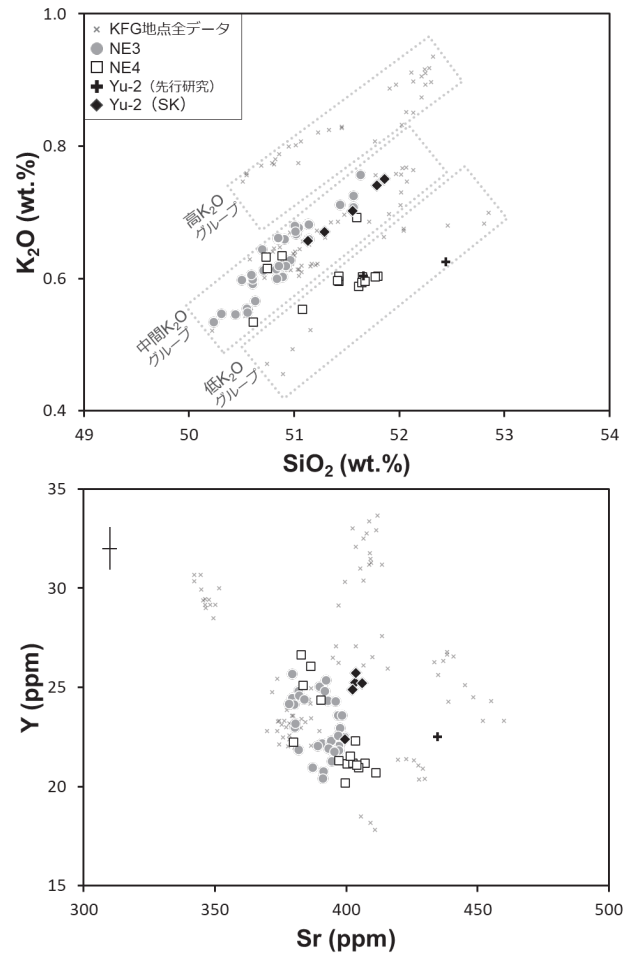 KFG地点全データ
NE3
NE4
Yu-2（先行研究）
Yu-2（SK）
1.0
0.8
0.6
0.4
K₂O (wt.%)
高K₂O
グループ
中間K₂O
グループ
低K₂O
グループ
49
50
51
52
53
54
SiO₂ (wt.%)
35
30
25
20
15
Y (ppm)
300
350
400
450
500
Sr (ppm)